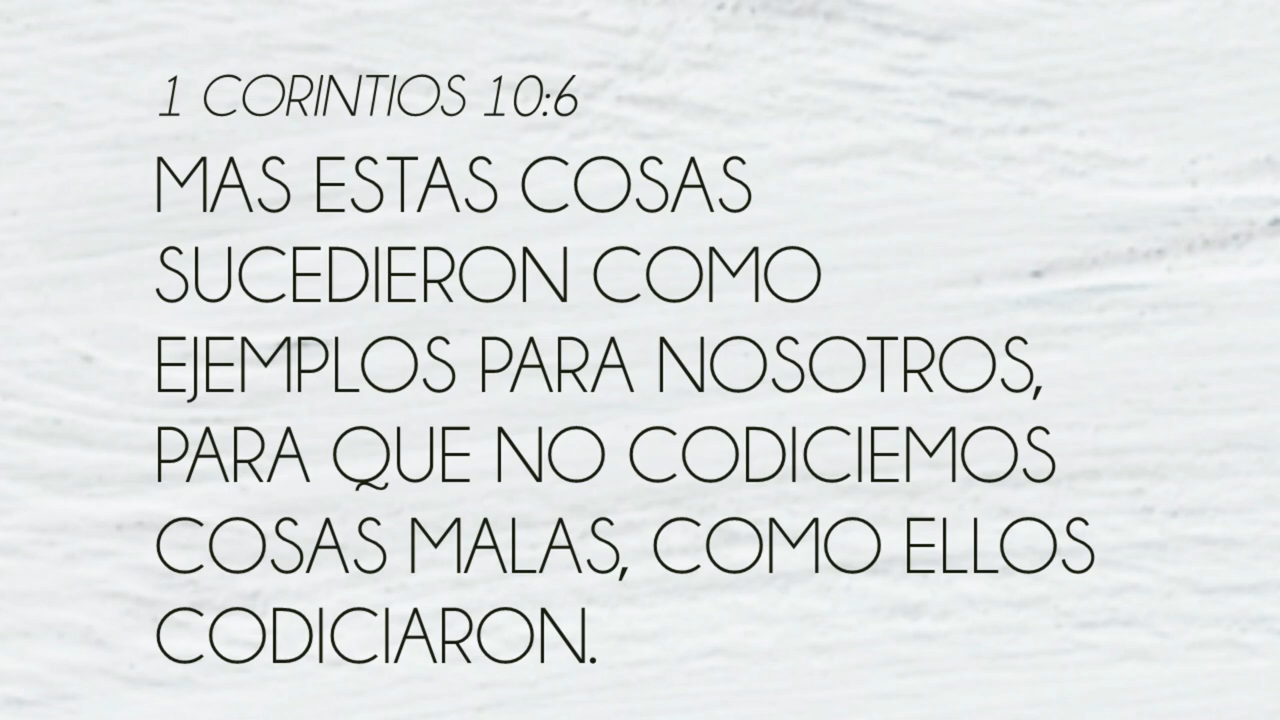 1 CORINTIOS 10:6
MAS ESTAS COSAS
SUCEDIERON COMO
EJEMPLOS PARA NOSOTROS,
PARA QUE NO CODICIEMOS
COSAS MALAS, COMO ELLOS
CODICIARON.